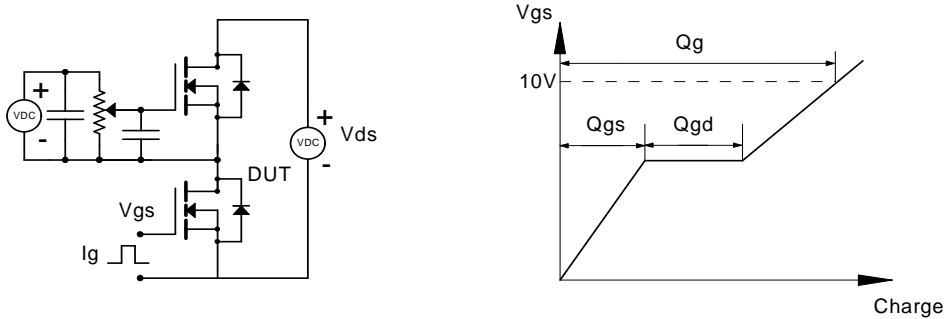 +
VDC
-
+
VDC
-
Vds
DUT
Vgs
Ig
Vgs
Qg
10V
Qgs
Qgd
Charge